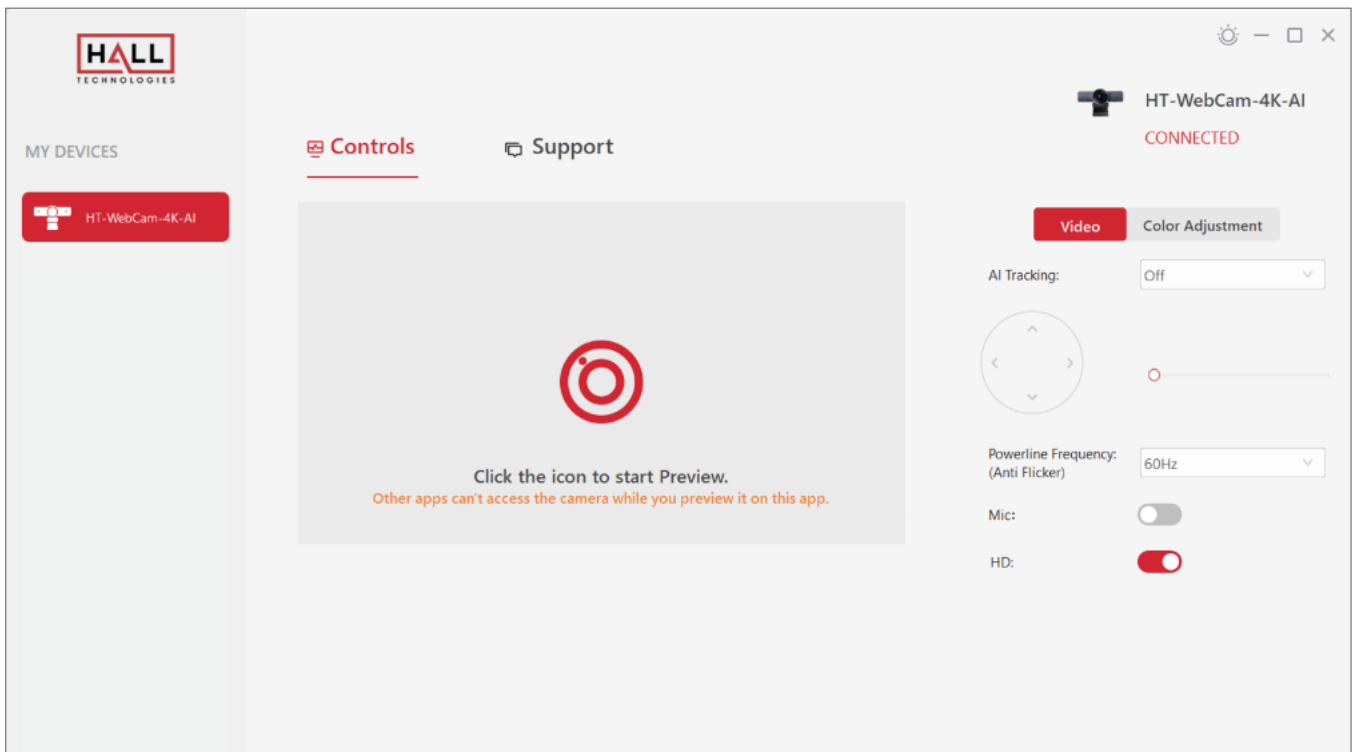 HALL
TECHNOLOGIES
HT-WebCam-4K-AI
CONNECTED
MY DEVICES
Controls
Support
HT-WebCam-4K-AI
Video
Color Adjustment
AI Tracking:
Off
Click the icon to start Preview.
Other apps can't access the camera while you preview it on this app.
Powerline Frequency:
(Anti Flicker)
60Hz
Mic:
HD: